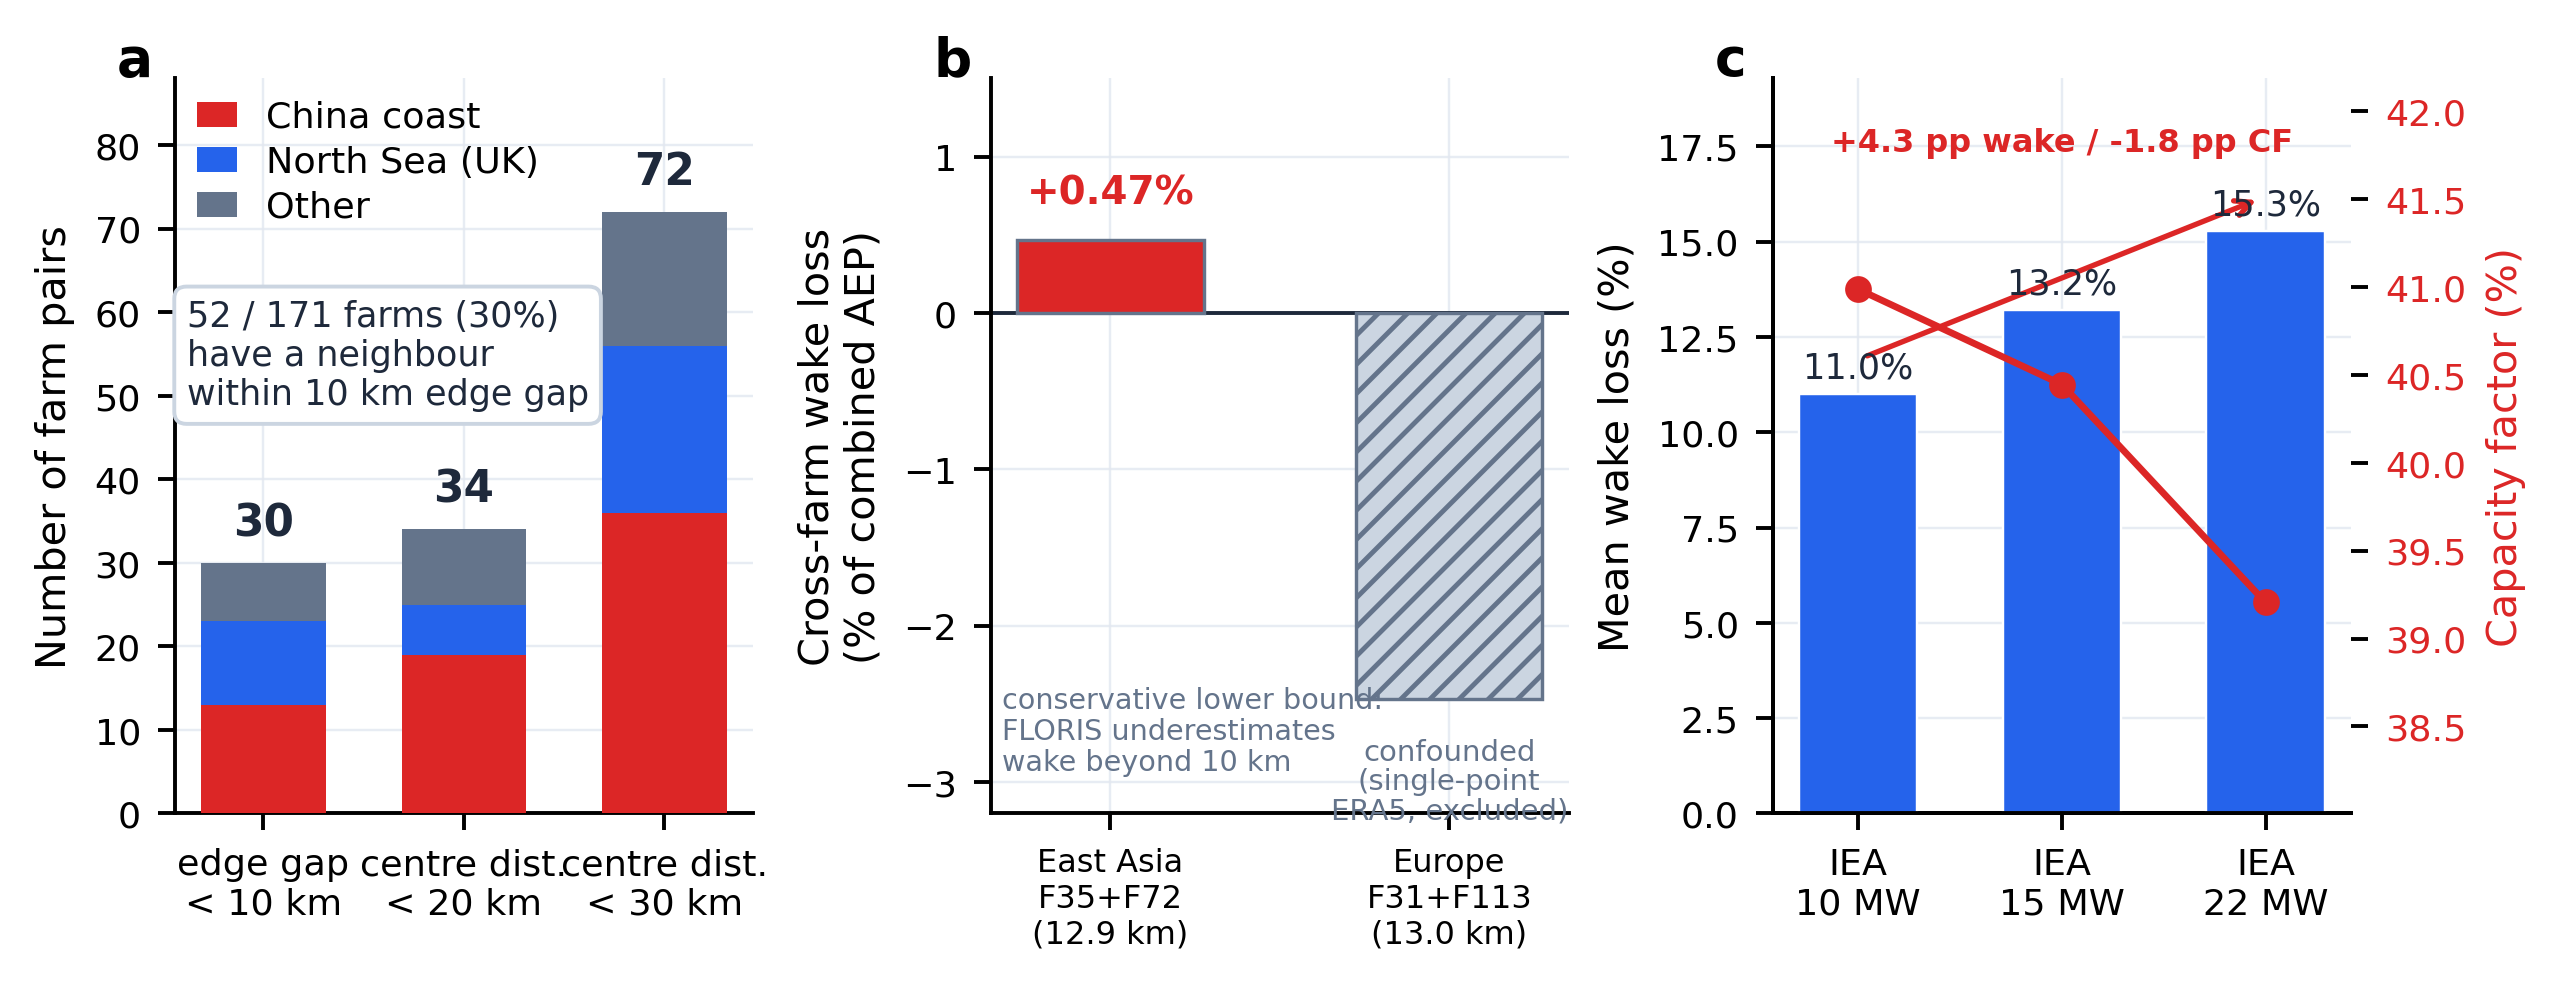 a
China coast
North Sea (UK)
Other
Number of farm pairs
80
70
60
50
40
30
20
10
0
52 / 171 farms (30%)
have a neighbour
within 10 km edge gap
30
34
72
edge gap
< 10 km
centre dist.
< 20 km
centre dist.
< 30 km
b
Cross-farm wake loss
(% of combined AEP)
1
0
−1
−2
−3
+0.47%
conservative lower bound:
FLORIS underestimates
wake beyond 10 km
confounded
(single-point
ERA5, excluded)
East Asia
F35+F72
(12.9 km)
Europe
F31+F113
(13.0 km)
c
Mean wake loss (%)
17.5
15.0
12.5
10.0
7.5
5.0
2.5
0.0
+4.3 pp wake / -1.8 pp CF
11.0%
13.2%
15.3%
IEA
10 MW
IEA
15 MW
IEA
22 MW
42.0
41.5
41.0
40.5
40.0
39.5
39.0
38.5
Capacity factor (%)